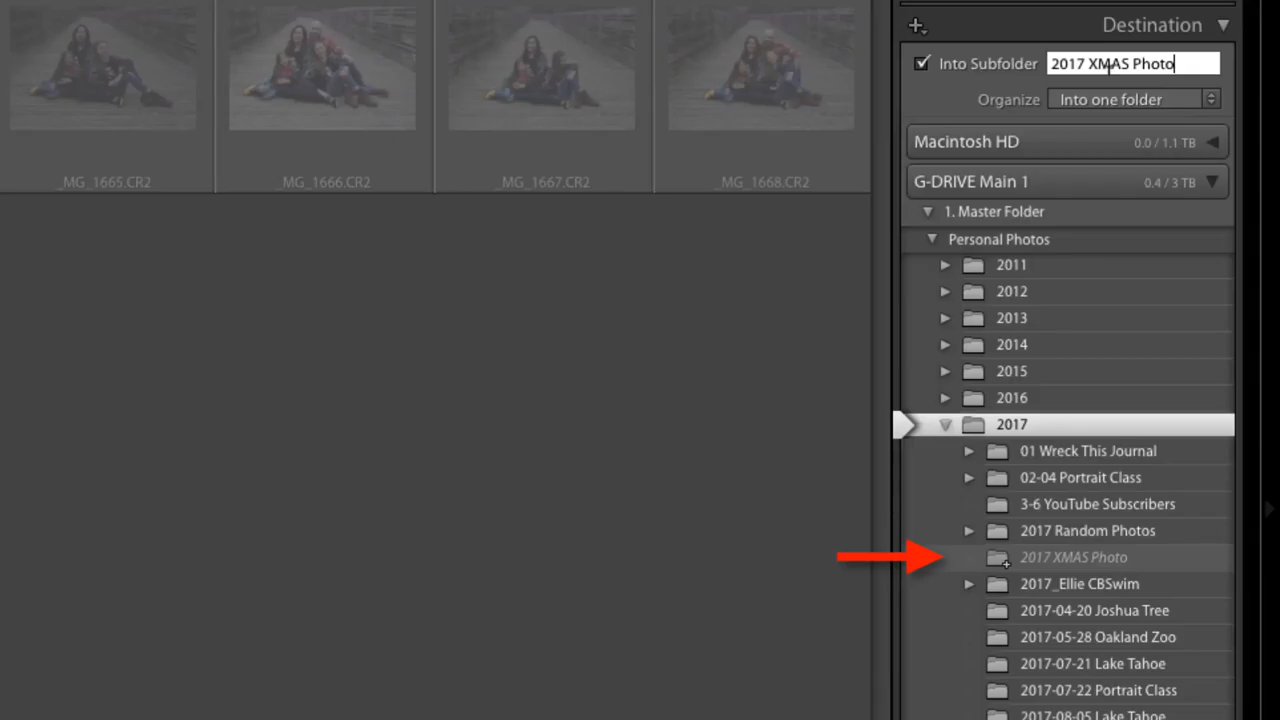 Destination
Into Subfolder 2017 XMAS Photo
Organize Into one folder
Macintosh HD 0.0 / 1.1 TB
G-DRIVE Main 1 0.4 / 3 TB
1. Master Folder
Personal Photos
2011
2012
2013
2014
2015
2016
2017
01 Wreck This Journal
02-04 Portrait Class
3-6 YouTube Subscribers
2017 Random Photos
2017 XMAS Photo
2017_Ellie CBSwim
2017-04-20 Joshua Tree
2017-05-28 Oakland Zoo
2017-07-21 Lake Tahoe
2017-07-22 Portrait Class
2017-08-05 Lake Tahoe
_MG_1665.CR2
_MG_1666.CR2
_MG_1667.CR2
_MG_1668.CR2